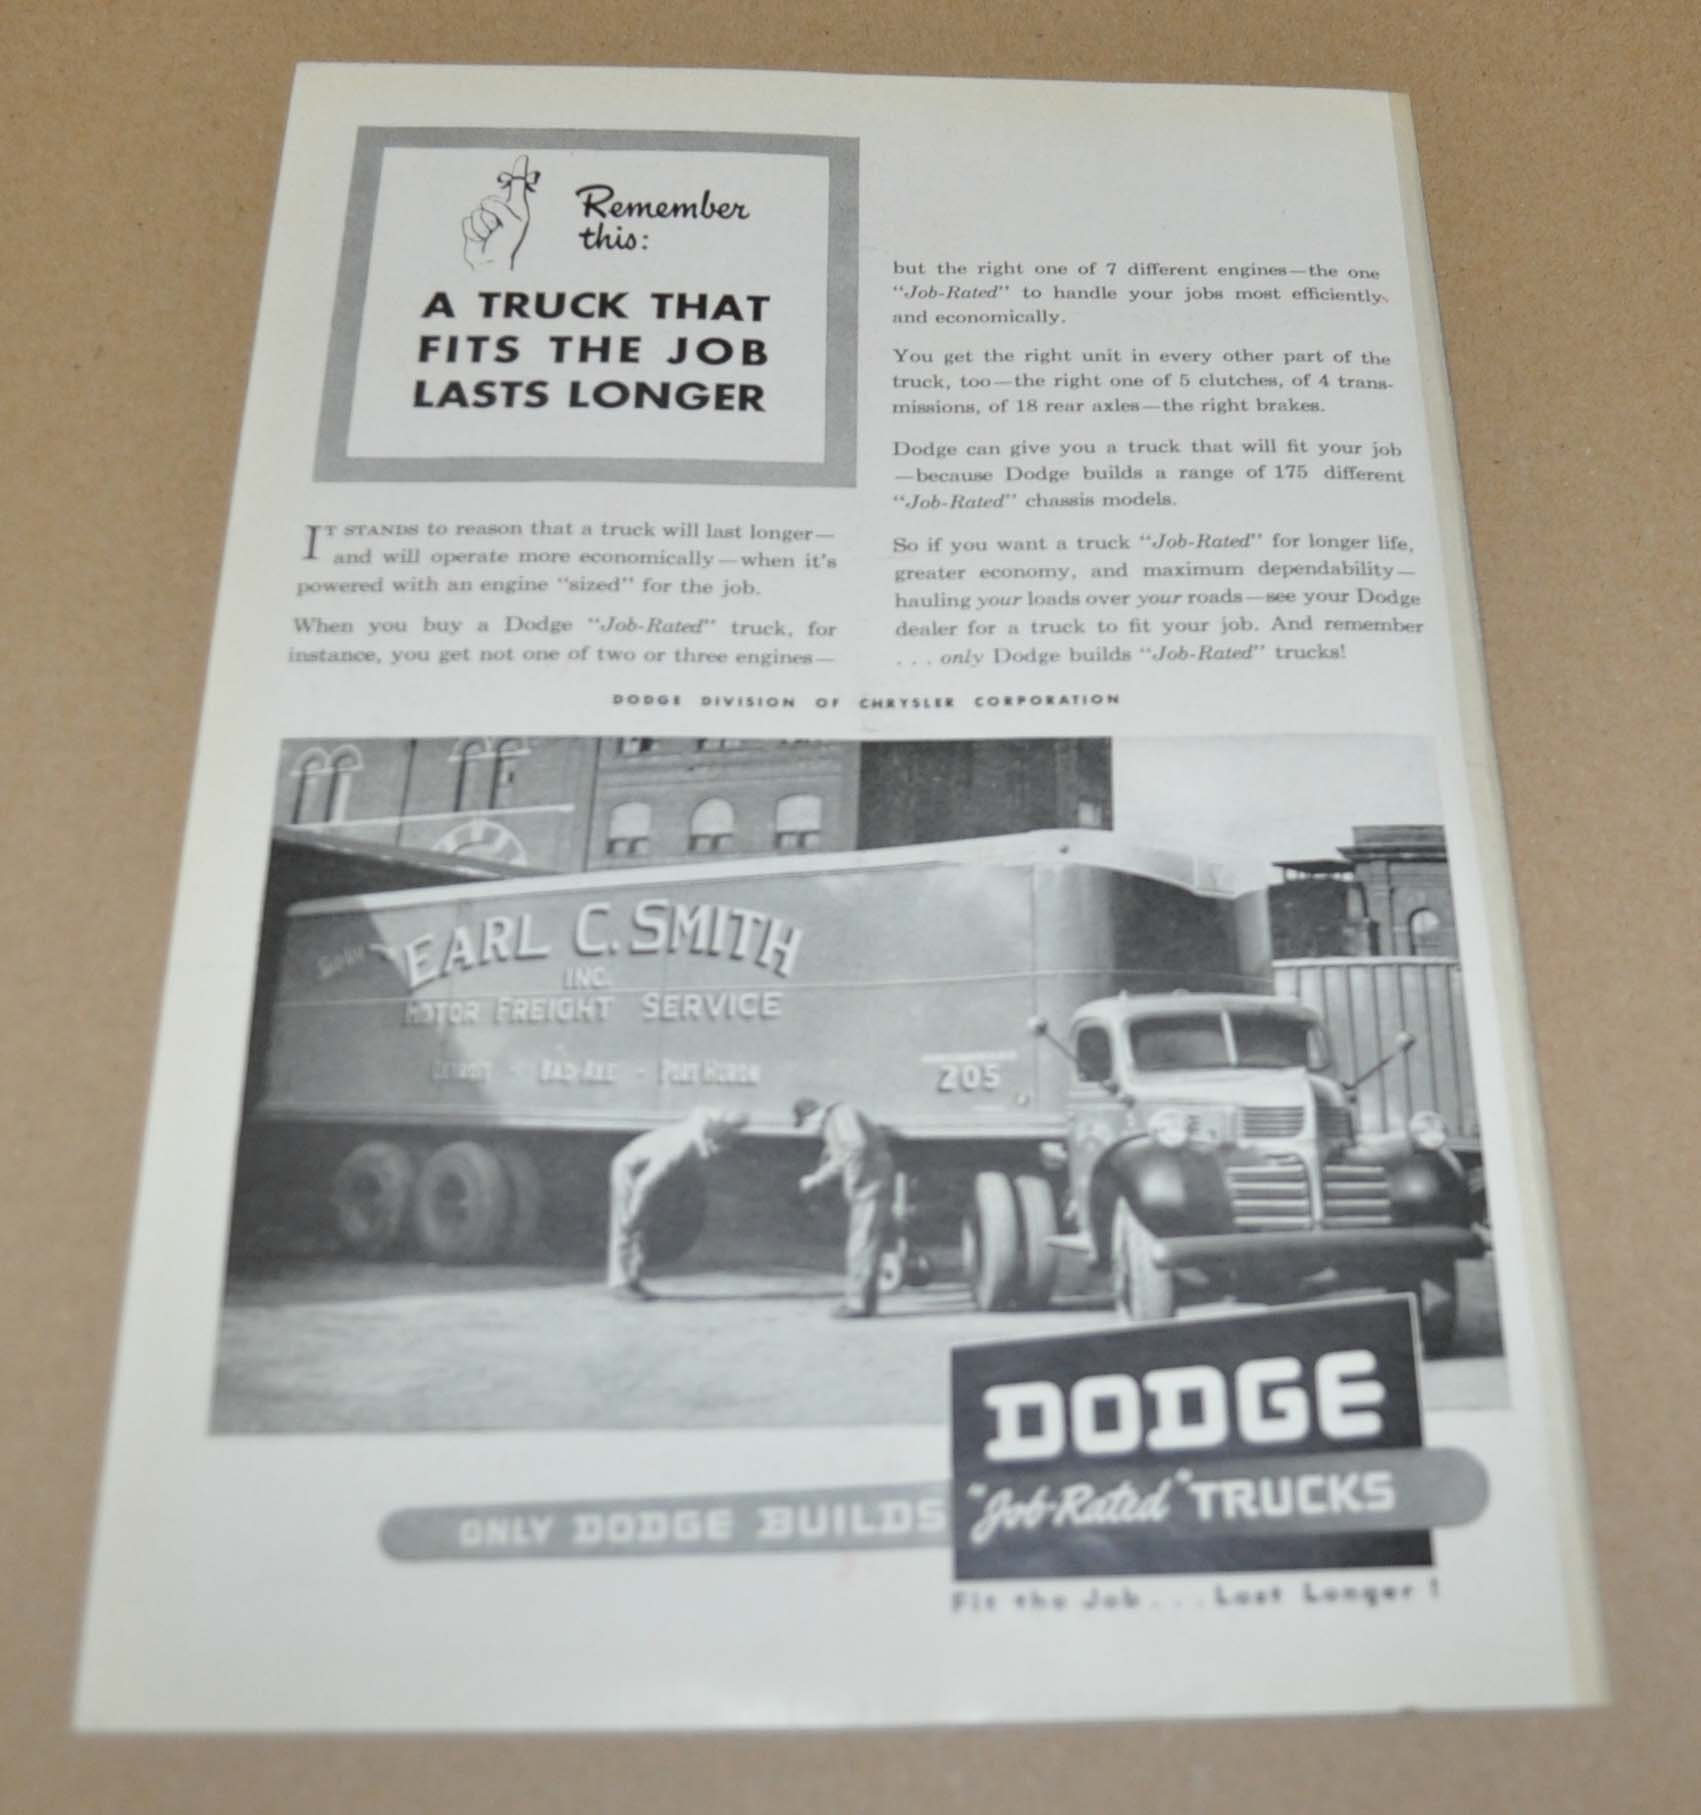 Remember
this:
A TRUCK THAT
FITS THE JOB
LASTS LONGER
IT STANDS to reason that a truck will last longer—
and will operate more economically—when it's
powered with an engine "sized" for the job.
When you buy a Dodge "Job-Rated" truck, for
instance, you get not one of two or three engines—
but the right one of 7 different engines—the one
"Job-Rated" to handle your jobs most efficiently
and economically.
You get the right unit in every other part of the
truck, too—the right one of 5 clutches, of 4 trans-
missions, of 18 rear axles—the right brakes.
Dodge can give you a truck that will fit your job
—because Dodge builds a range of 175 different
"Job-Rated" chassis models.
So if you want a truck "Job-Rated" for longer life,
greater economy, and maximum dependability—
hauling your loads over your roads—see your Dodge
dealer for a truck to fit your job. And remember
. . . only Dodge builds "Job-Rated" trucks!
DODGE DIVISION OF CHRYSLER CORPORATION
EARL C. SMITH
INC.
MOTOR FREIGHT SERVICE
DETROIT - BAD AXE - PORT HURON
205
DODGE
ONLY DODGE BUILDS "Job-Rated" TRUCKS
Fit the Job . . . Last Longer !